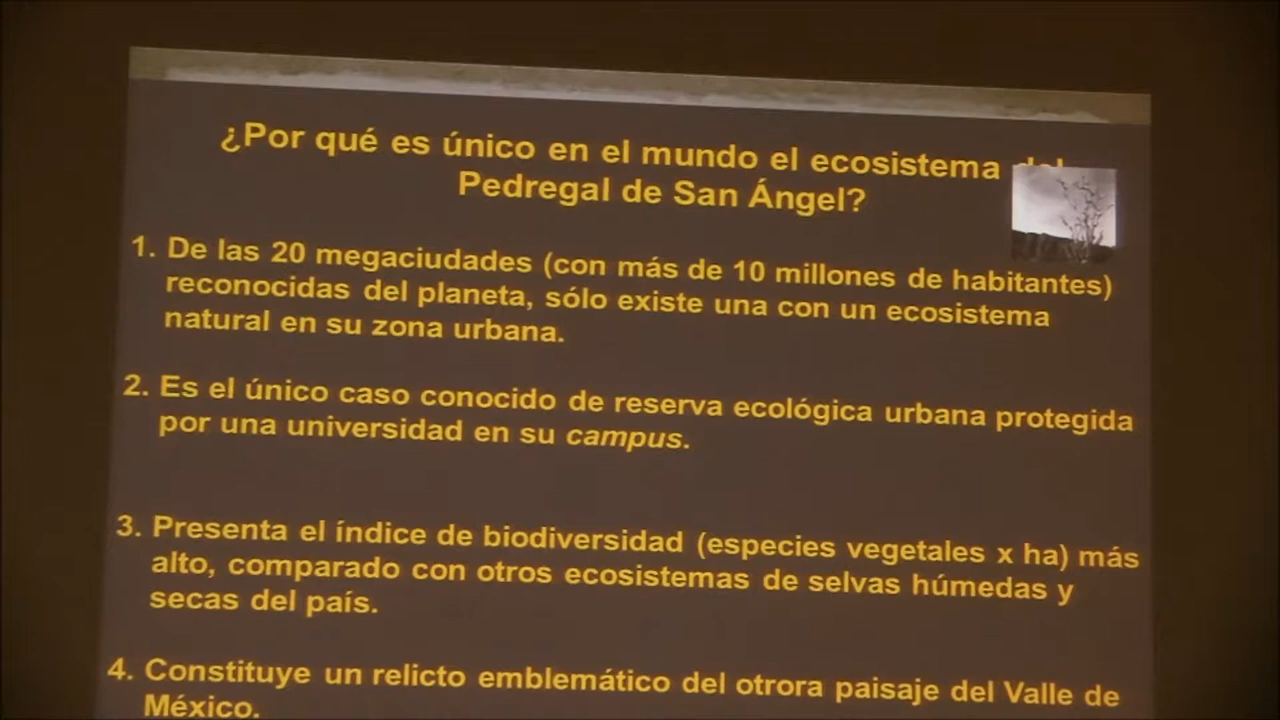 ¿Por qué es único en el mundo el ecosistema del
Pedregal de San Ángel?
1. De las 20 megaciudades (con más de 10 millones de habitantes)
reconocidas del planeta, sólo existe una con un ecosistema
natural en su zona urbana.
2. Es el único caso conocido de reserva ecológica urbana protegida
por una universidad en su campus.
3. Presenta el índice de biodiversidad (especies vegetales x ha) más
alto, comparado con otros ecosistemas de selvas húmedas y
secas del país.
4. Constituye un relicto emblemático del otrora paisaje del Valle de
México.